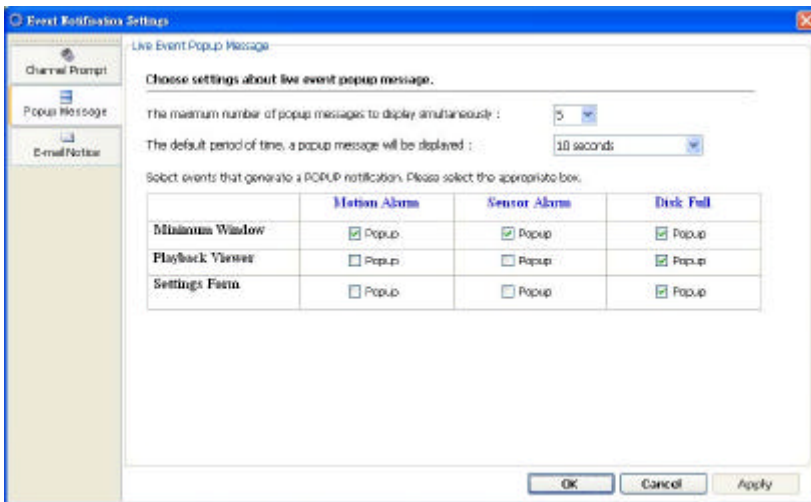 Event Notification Settings
Channel Prompt
Popup Message
E-mail Notice
Live Event Popup Message
Choose settings about live event popup message.
The maximum number of popup messages to display simultaneously :
5
The default period of time, a popup message will be displayed :
10 seconds
Select events that generate a POPUP notification. Please select the appropriate box.
Motion Alarm Sensor Alarm Disk Full
Minimum Window Popup Popup Popup
Playback Viewer Popup Popup Popup
Settings Form Popup Popup Popup
OK Cancel Apply